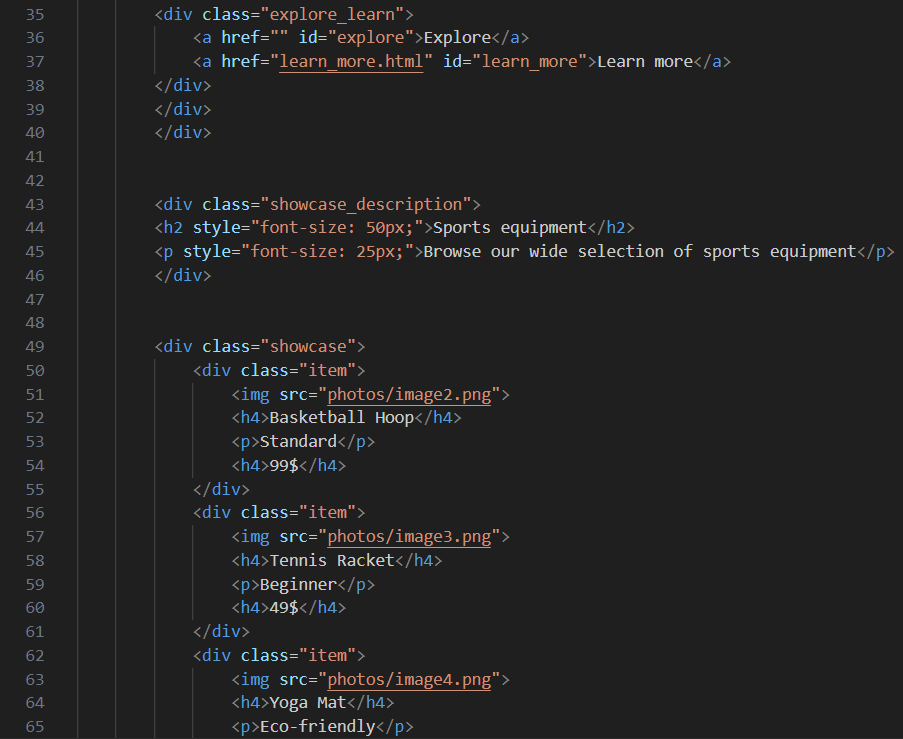 35 <div class="explore_learn">
36 <a href="" id="explore">Explore</a>
37 <a href="learn_more.html" id="learn_more">Learn more</a>
38 </div>
39 </div>
40 </div>
41
42
43 <div class="showcase_description">
44 <h2 style="font-size: 50px;">Sports equipment</h2>
45 <p style="font-size: 25px;">Browse our wide selection of sports equipment</p>
46 </div>
47
48
49 <div class="showcase">
50 <div class="item">
51 <img src="photos/image2.png">
52 <h4>Basketball Hoop</h4>
53 <p>Standard</p>
54 <h4>99$</h4>
55 </div>
56 <div class="item">
57 <img src="photos/image3.png">
58 <h4>Tennis Racket</h4>
59 <p>Beginner</p>
60 <h4>49$</h4>
61 </div>
62 <div class="item">
63 <img src="photos/image4.png">
64 <h4>Yoga Mat</h4>
65 <p>Eco-friendly</p>